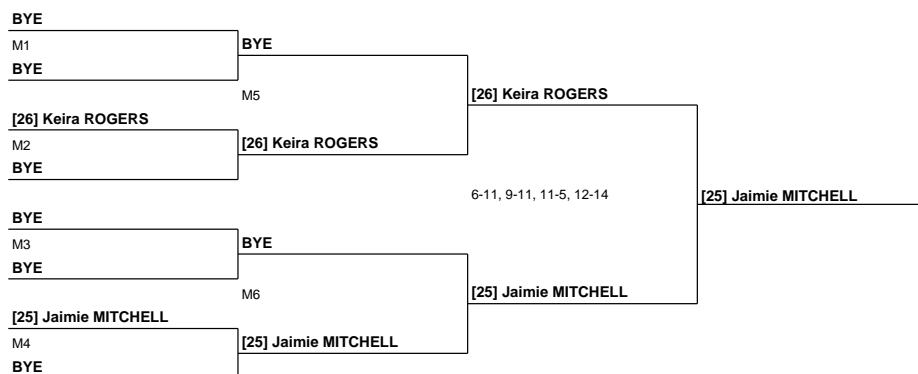 BYE
M1
BYE
BYE
M5
[26] Keira ROGERS
M2
BYE
[26] Keira ROGERS
[26] Keira ROGERS
6-11, 9-11, 11-5, 12-14
[25] Jaimie MITCHELL
BYE
M3
BYE
BYE
M6
[25] Jaimie MITCHELL
[25] Jaimie MITCHELL
M4
BYE
[25] Jaimie MITCHELL